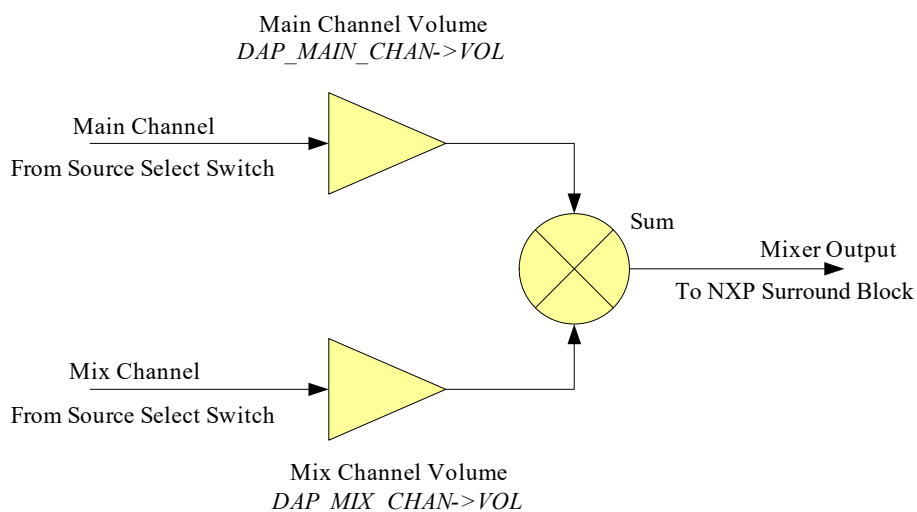 Main Channel Volume
DAP_MAIN_CHAN->VOL
Main Channel
From Source Select Switch
Sum
Mixer Output
To NXP Surround Block
Mix Channel
From Source Select Switch
Mix Channel Volume
DAP_MIX_CHAN->VOL